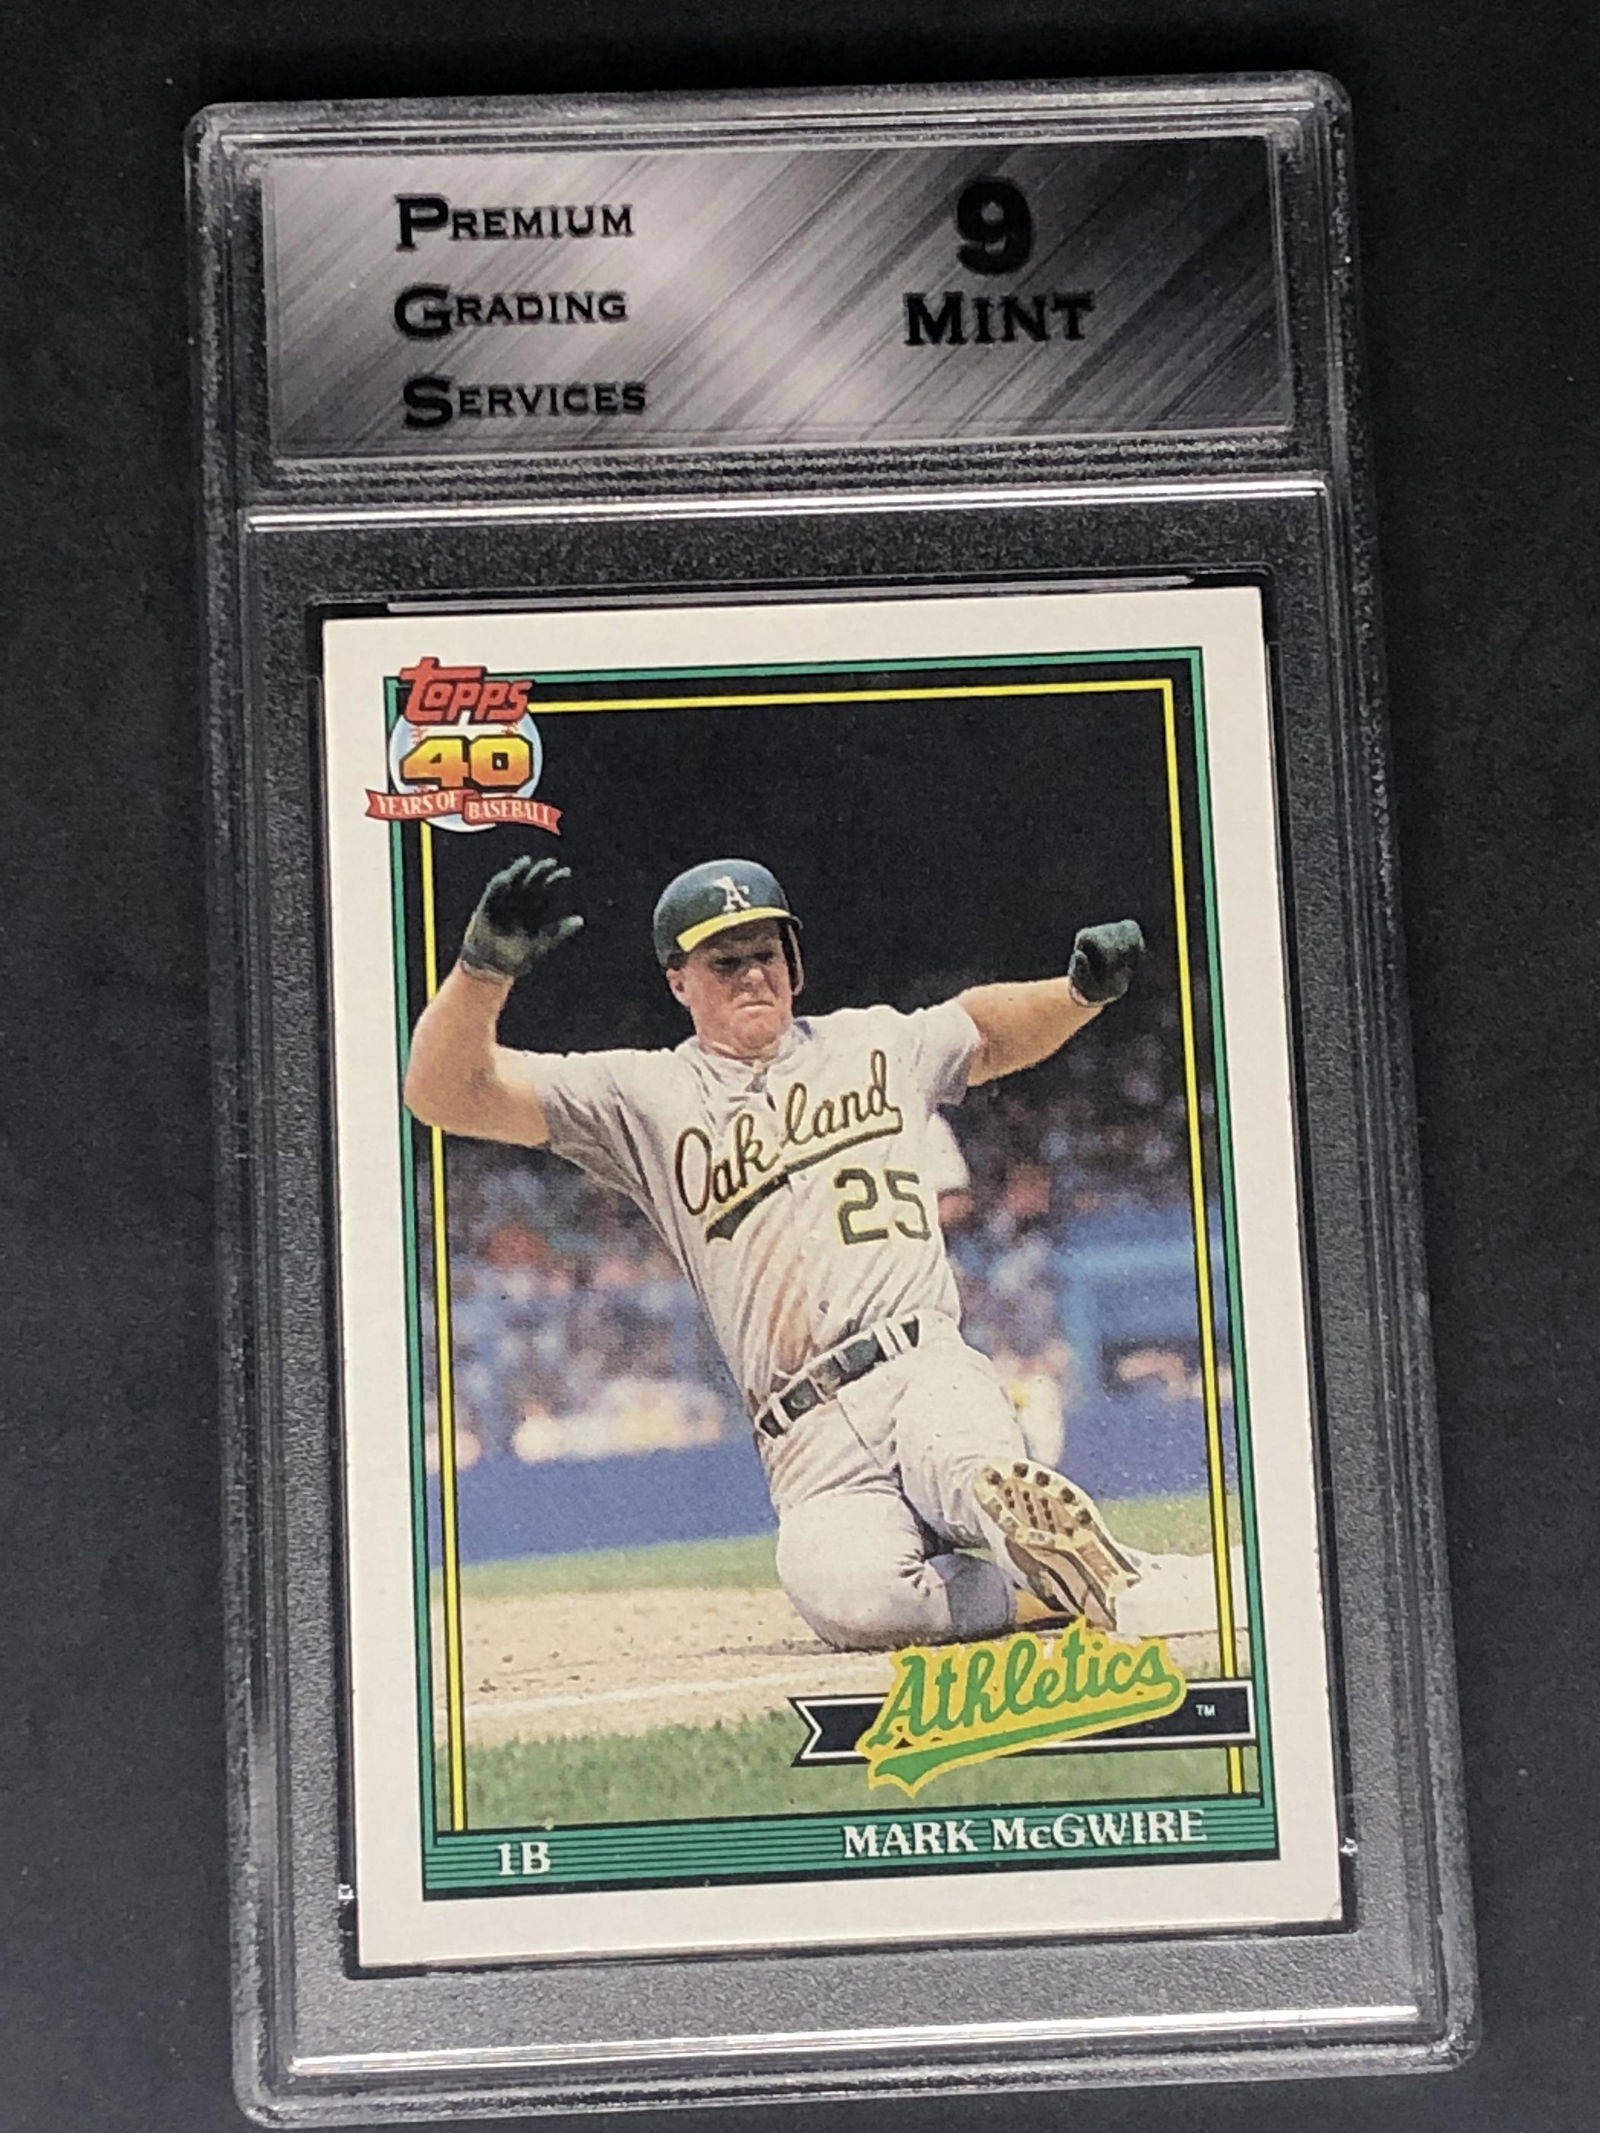 Premium
Grading
Services
9
Mint
Topps
40
YEARS OF BASEBALL
A's
Oakland
25
Athletics
TM
1B
MARK McGWIRE